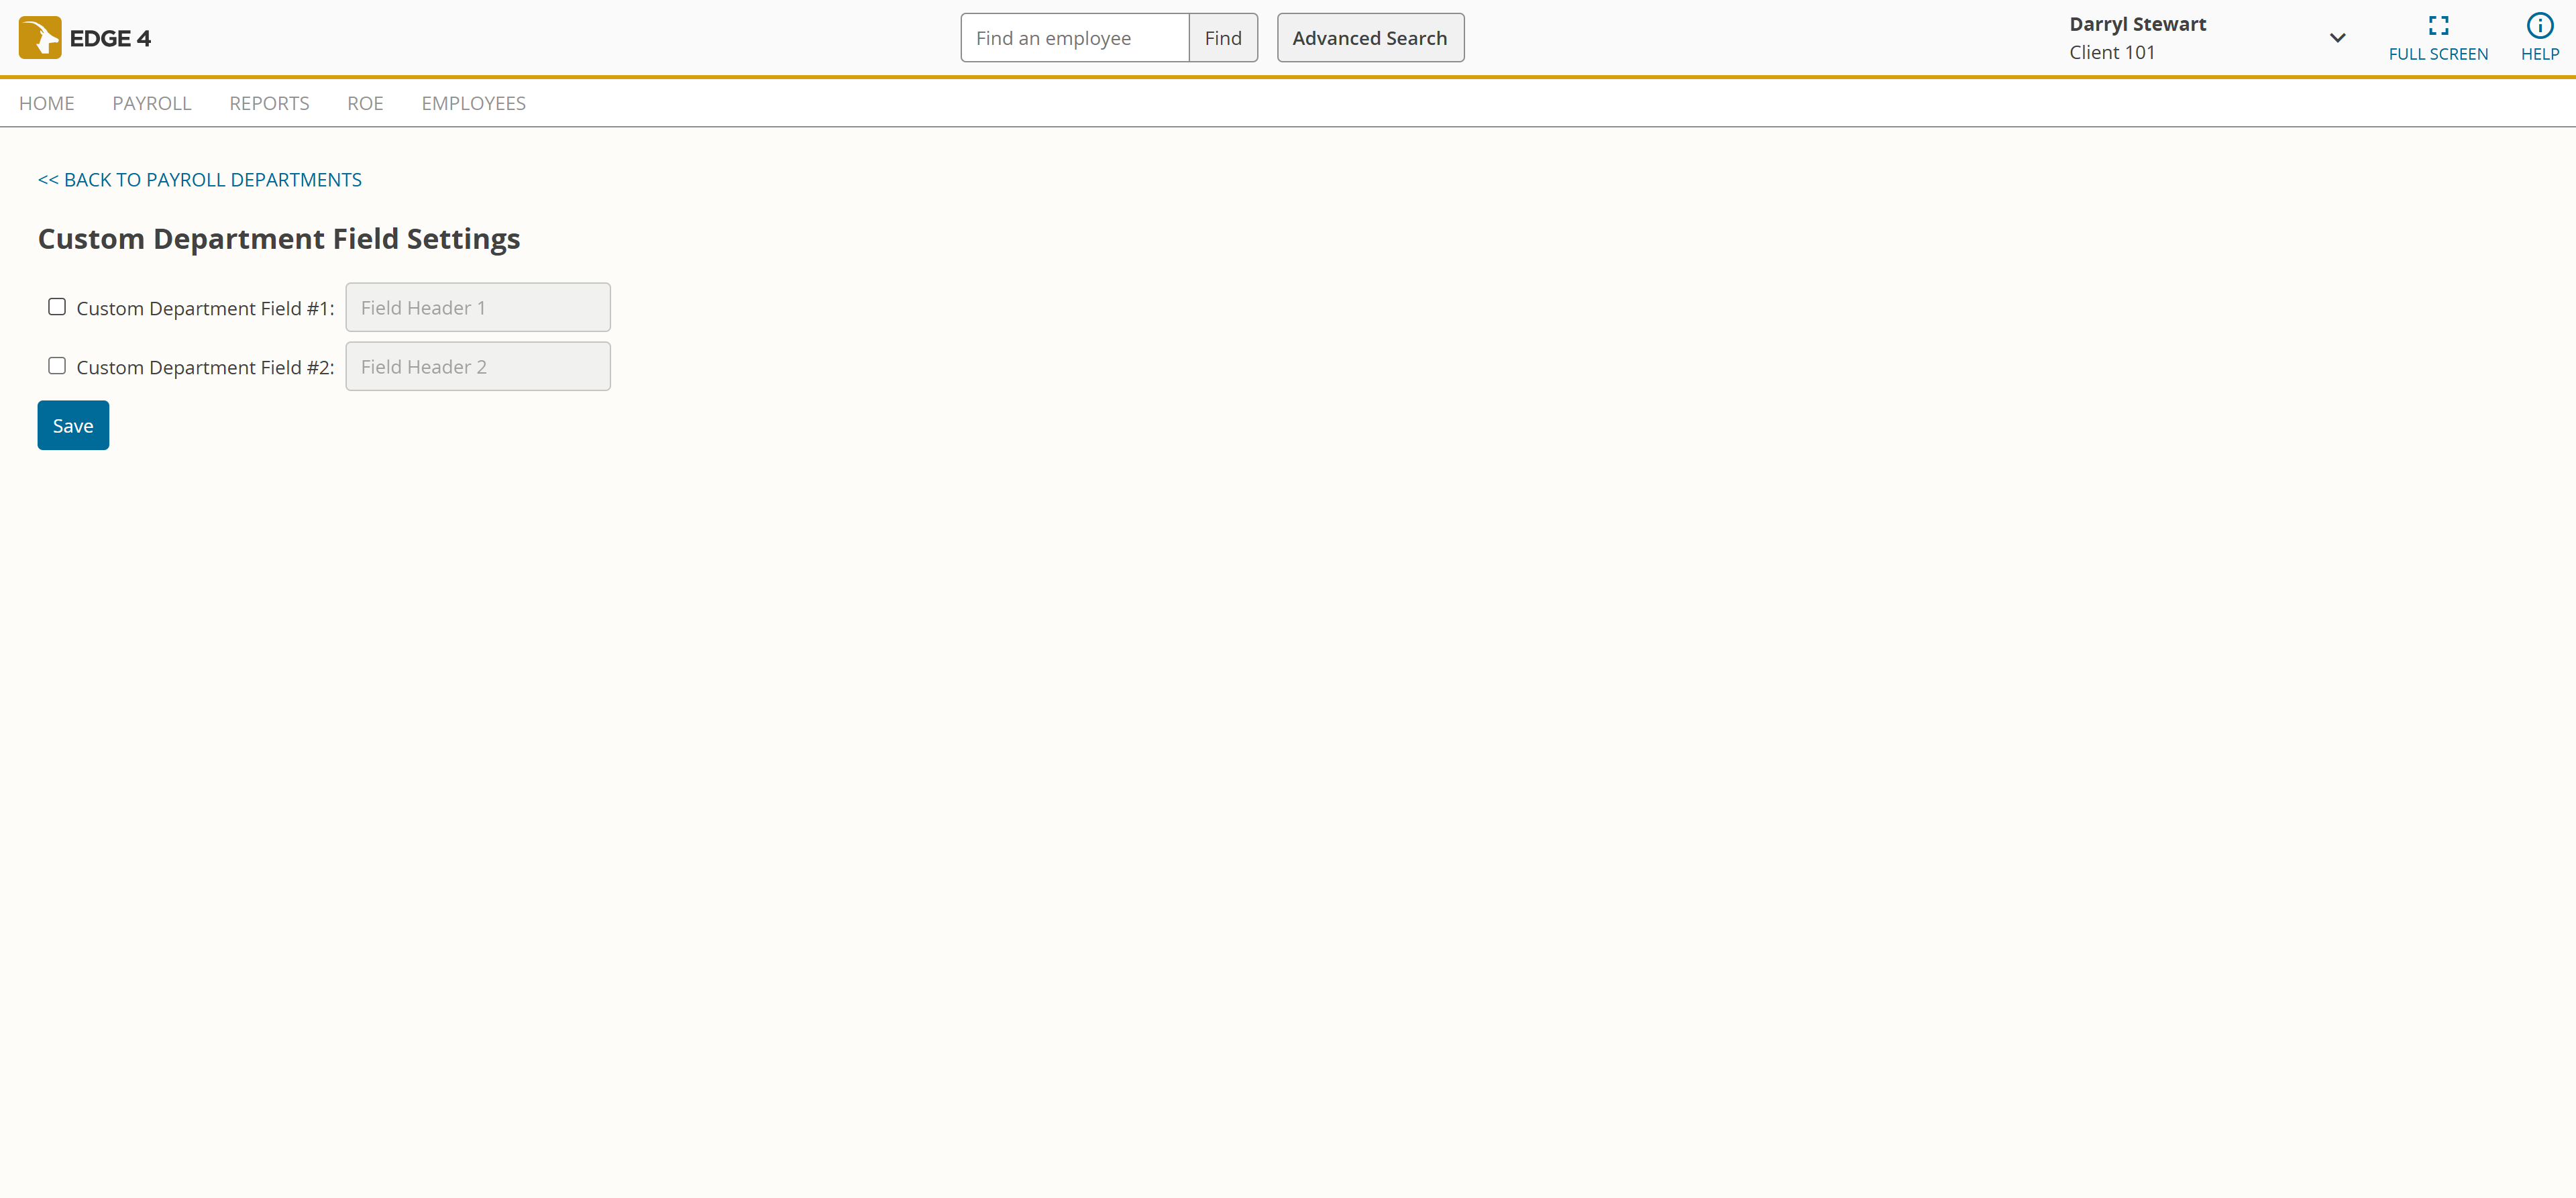 EDGE 4
Find an employee
Find
Advanced Search
Darryl Stewart
Client 101
FULL SCREEN
HELP
HOME PAYROLL REPORTS ROE EMPLOYEES
<< BACK TO PAYROLL DEPARTMENTS
Custom Department Field Settings
Custom Department Field #1: Field Header 1
Custom Department Field #2: Field Header 2
Save